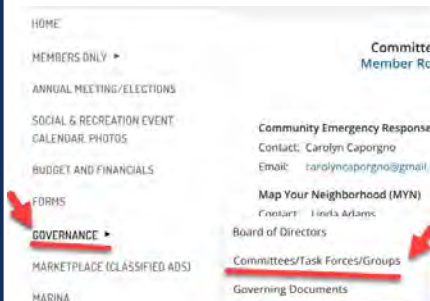 HOME
MEMBERS ONLY ▸
ANNUAL MEETING/ELECTIONS
SOCIAL & RECREATION EVENT
CALENDAR, PHOTOS
BUDGET AND FINANCIALS
FORMS
GOVERNANCE ▸
MARKETPLACE (CLASSIFIED ADS)
MARINA
Committe
Member Ro
Community Emergency Response
Contact: Carolyn Caporgno
Email: carolyncaporgno@gmail
Map Your Neighborhood (MYN)
Contact: Linda Adams
Board of Directors
Committees/Task Forces/Groups
Governing Documents